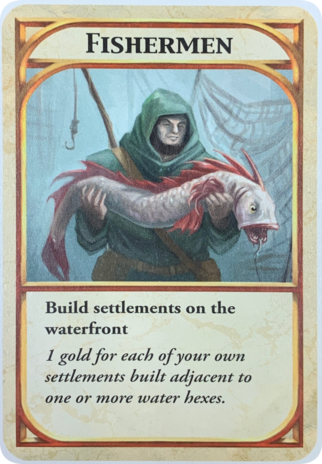 FISHERMEN
Build settlements on the
waterfront
1 gold for each of your own
settlements built adjacent to
one or more water hexes.